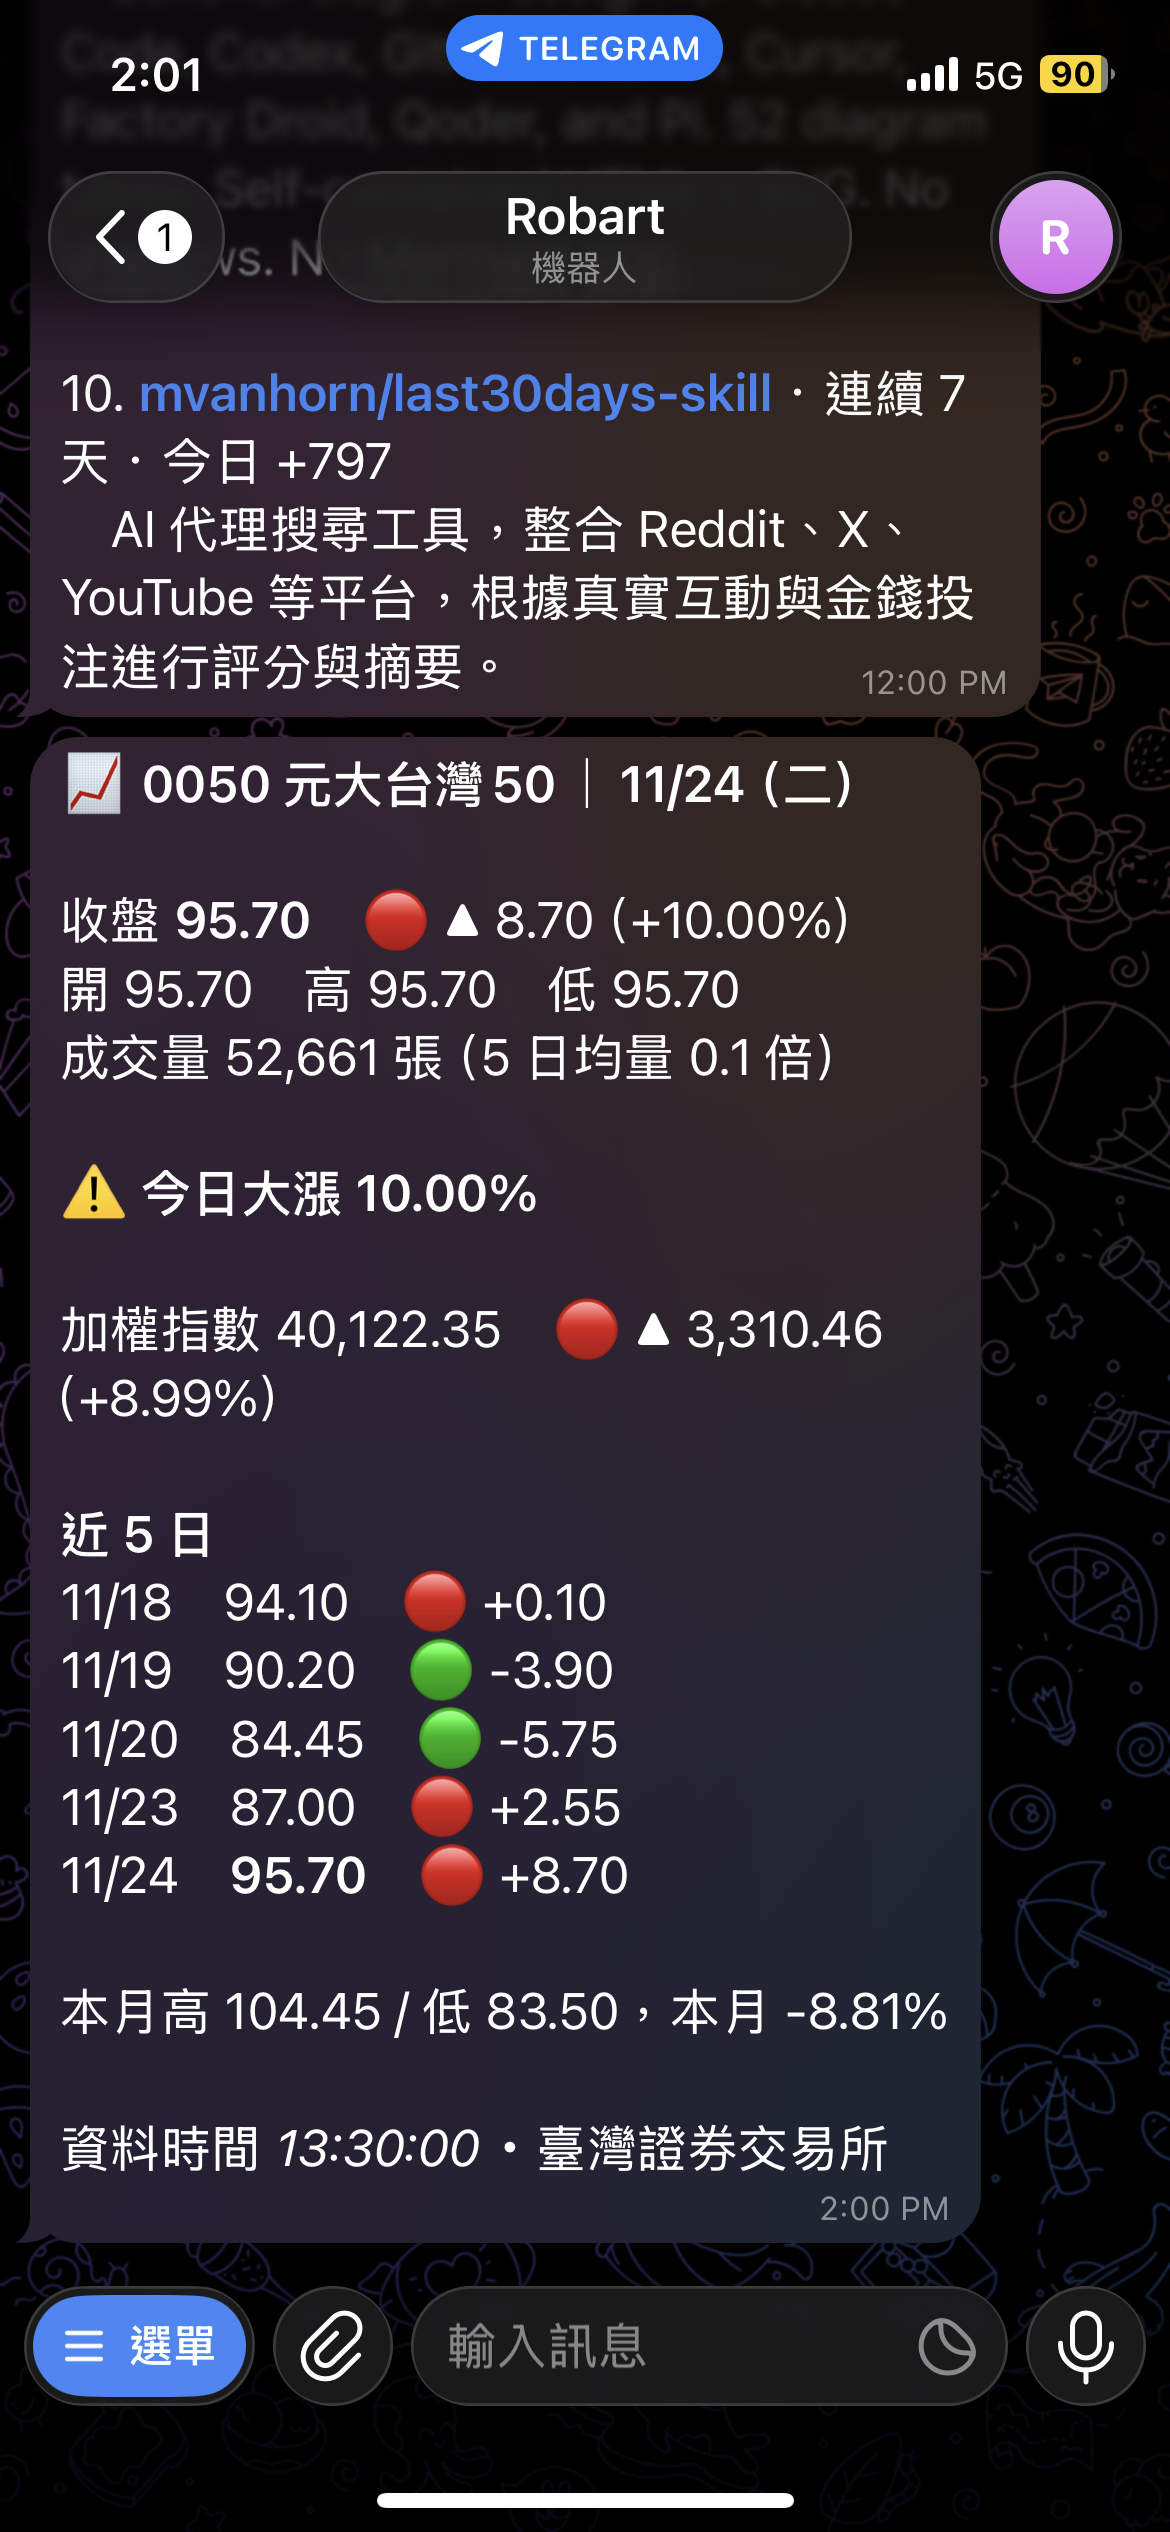 2:01
TELEGRAM
5G
90
Factory Droid, Qoder, and Pi. 52 diagram
1
Robart
機器人
R
10. mvanhorn/last30days-skill · 連續 7
天 · 今日 +797
AI 代理搜尋工具，整合 Reddit、X、
YouTube 等平台，根據真實互動與金錢投
注進行評分與摘要。
12:00 PM
📈 0050 元大台灣50 ｜ 11/24（二）
收盤 95.70 🔴 ▲ 8.70 (+10.00%)
開 95.70 高 95.70 低 95.70
成交量 52,661 張（5 日均量 0.1 倍）
⚠️ 今日大漲 10.00%
加權指數 40,122.35 🔴 ▲ 3,310.46
(+8.99%)
近 5 日
11/18 94.10 🔴 +0.10
11/19 90.20 🟢 -3.90
11/20 84.45 🟢 -5.75
11/23 87.00 🔴 +2.55
11/24 95.70 🔴 +8.70
本月高 104.45 / 低 83.50，本月 -8.81%
資料時間 13:30:00・臺灣證券交易所
2:00 PM
選單
輸入訊息